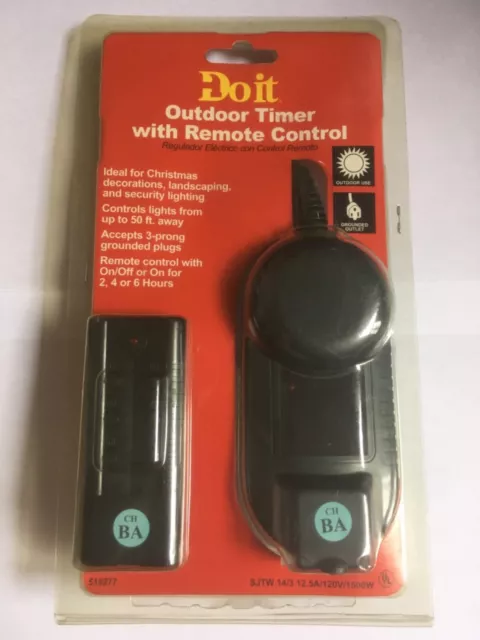 Do it
Outdoor Timer
with Remote Control
Regulador Eléctrico con Control Remoto
Ideal for Christmas
decorations, landscaping,
and security lighting
Controls lights from
up to 50 ft. away
Accepts 3-prong
grounded plugs
Remote control with
On/Off or On for
2, 4 or 6 Hours
OUTDOOR USE
GROUNDED
OUTLET
CH
BA
CH
BA
SJTW 14/3 12.5A/120V/1500W
UL